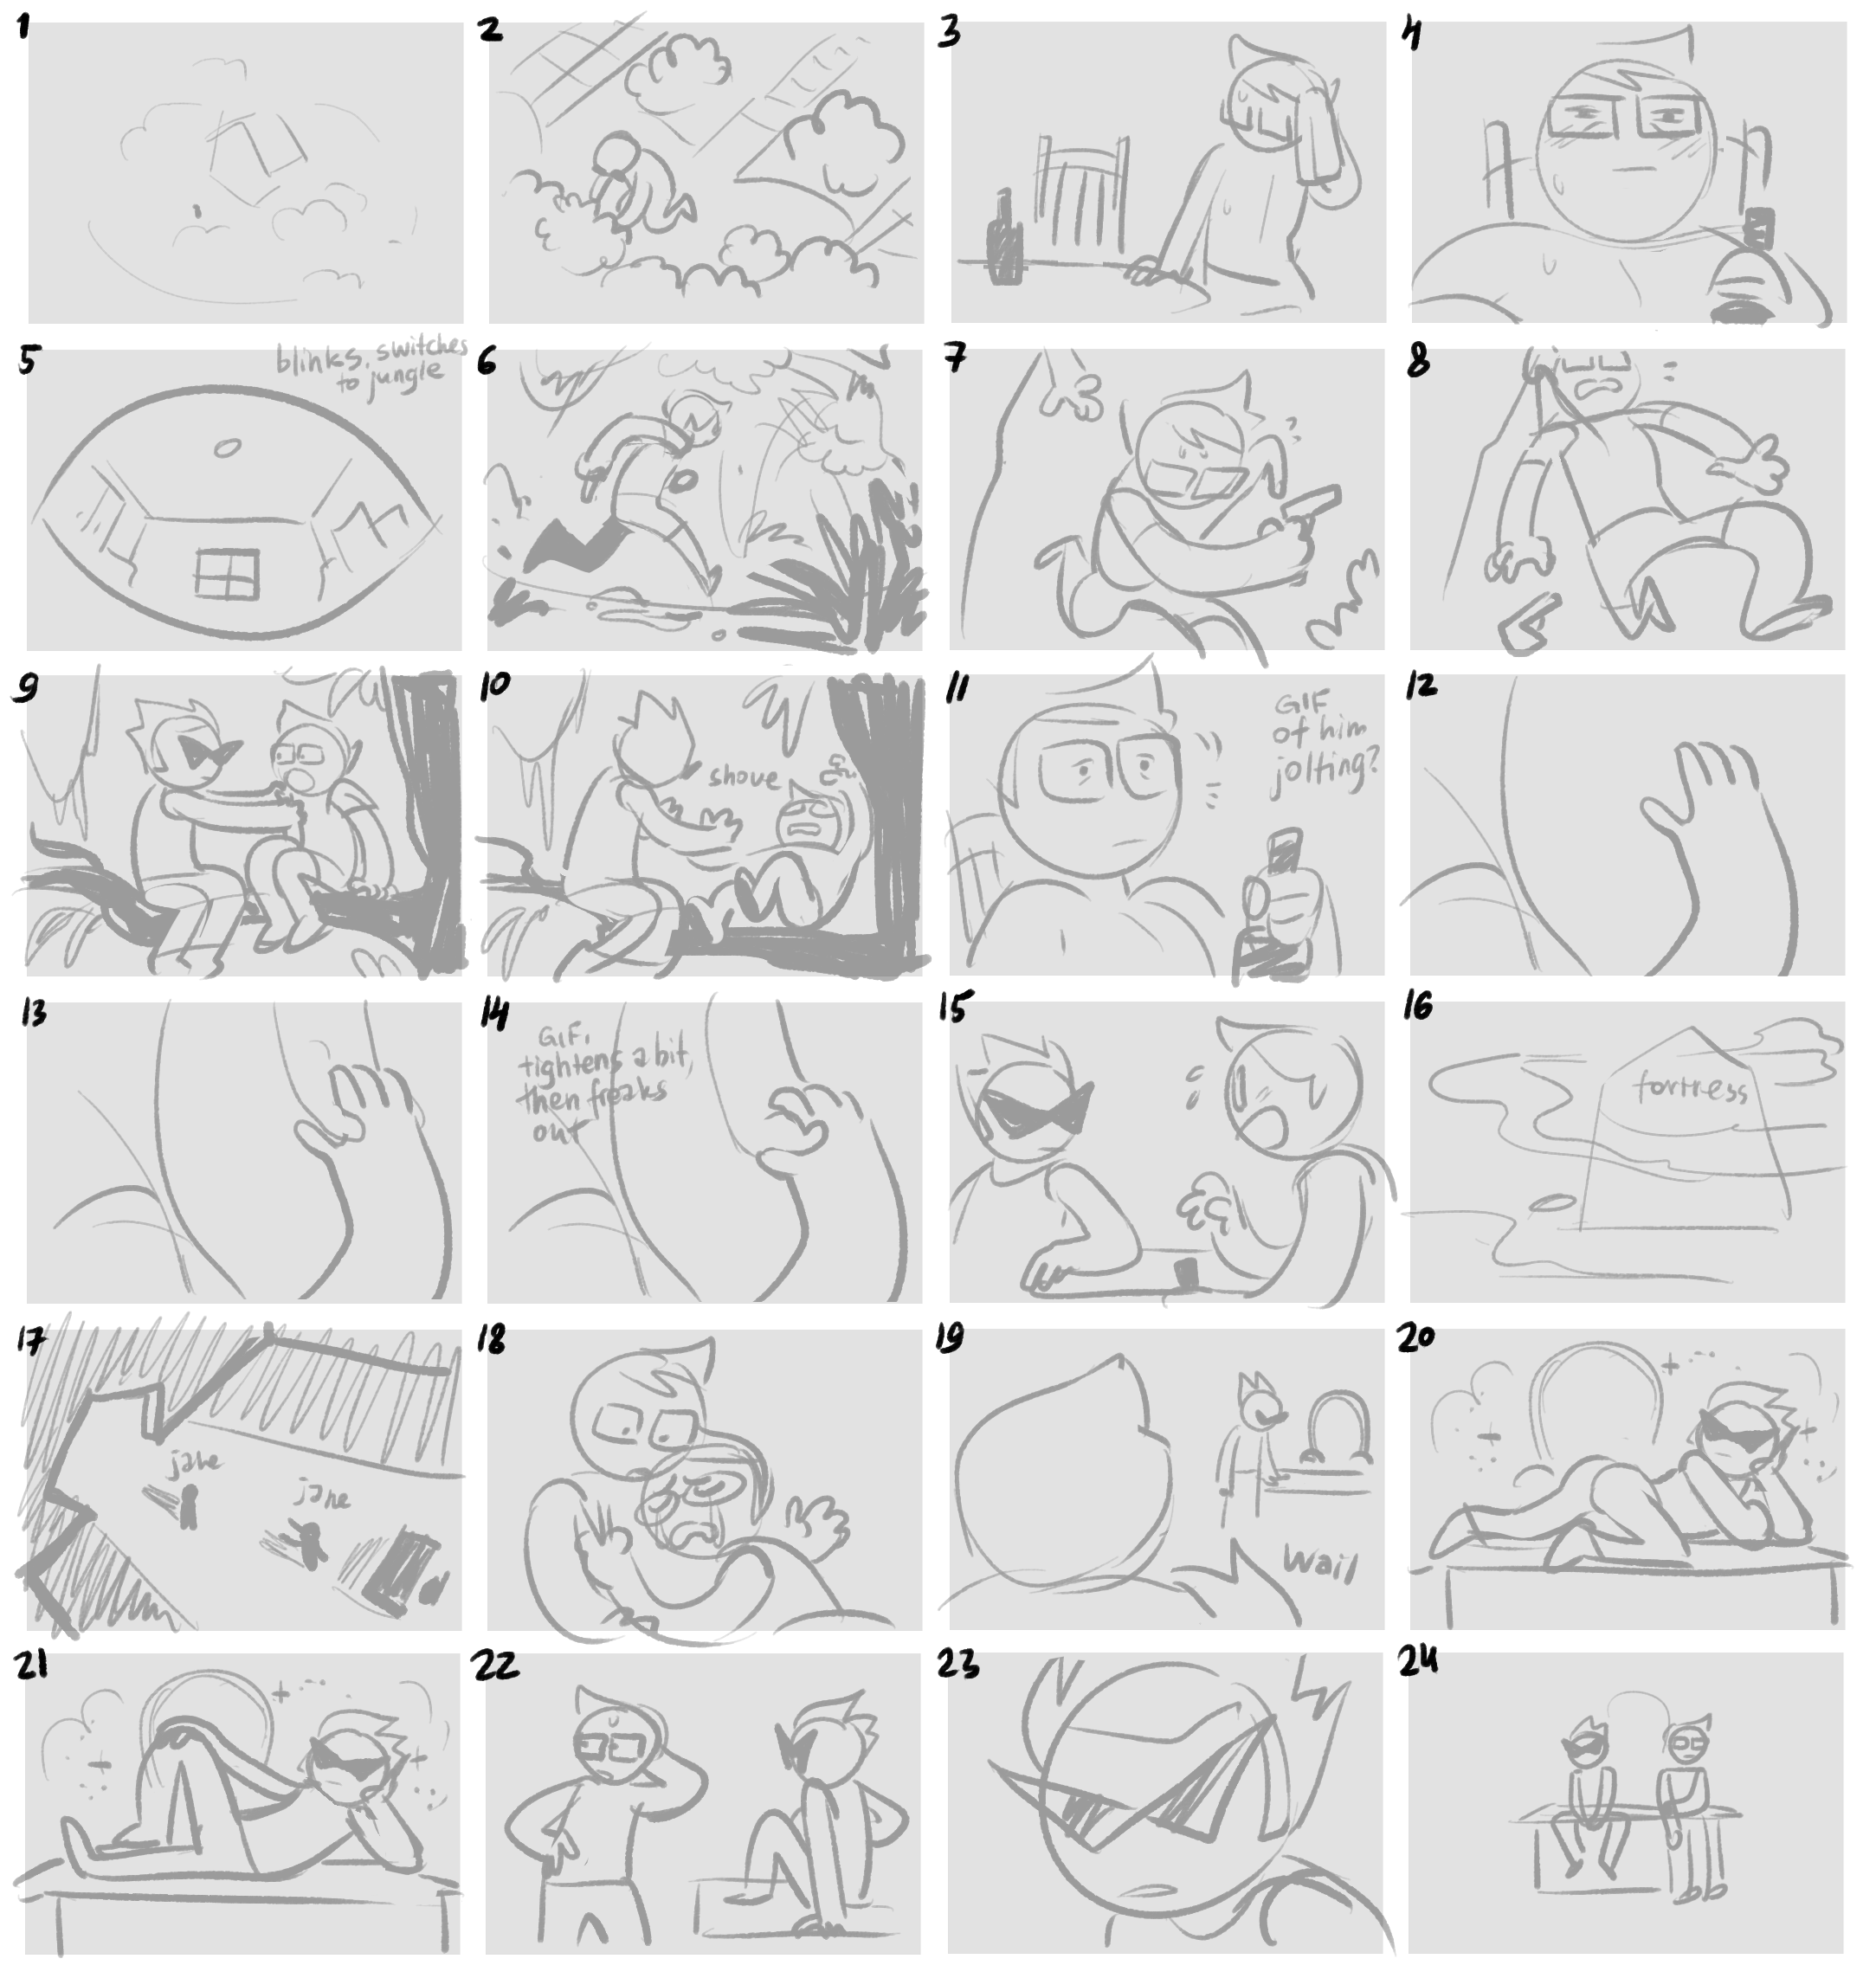 1
2
3
4
5
blinks, switches
to jungle
6
7
8
9
10
shove
11
GIF
of him
jolting?
12
13
14
GIF,
tightens a bit,
then freaks
out
15
16
fortress
17
jake
jane
18
19
Wail
20
21
22
23
24